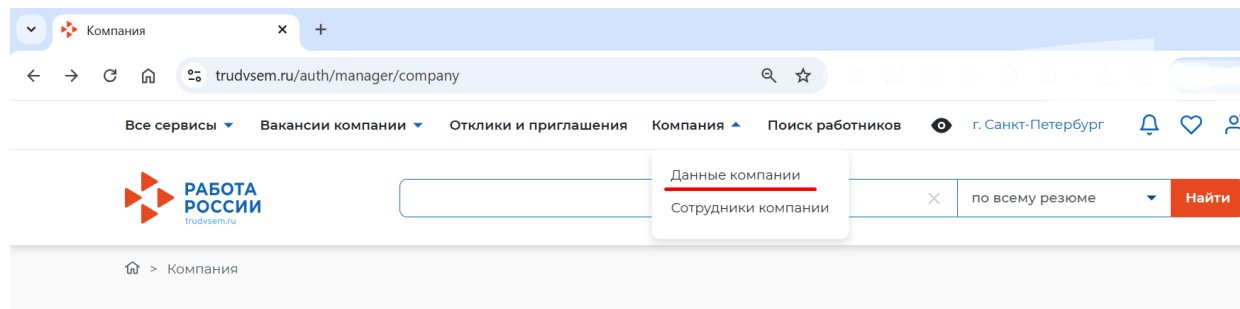 Компания
trudvsem.ru/auth/manager/company
Все сервисы Вакансии компании Отклики и приглашения Компания Поиск работников г. Санкт-Петербург
Данные компании
Сотрудники компании
РАБОТА
РОССИИ
trudvsem.ru
по всему резюме Найти
> Компания